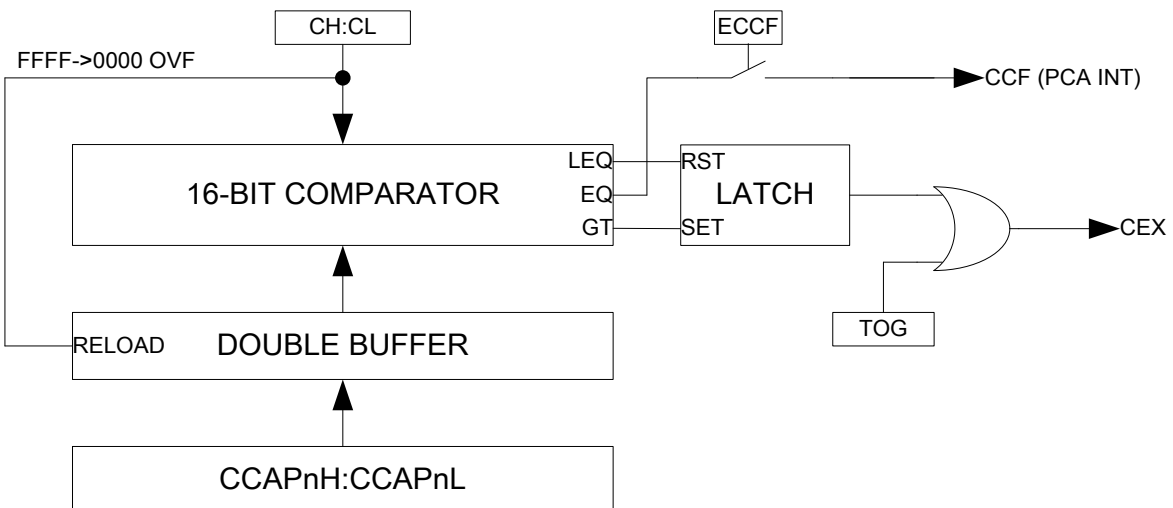 CH:CL
ECCF
FFFF->0000 OVF
CCF (PCA INT)
LEQ
RST
16-BIT COMPARATOR
EQ
LATCH
GT
SET
CEX
TOG
RELOAD
DOUBLE BUFFER
CCAPnH:CCAPnL